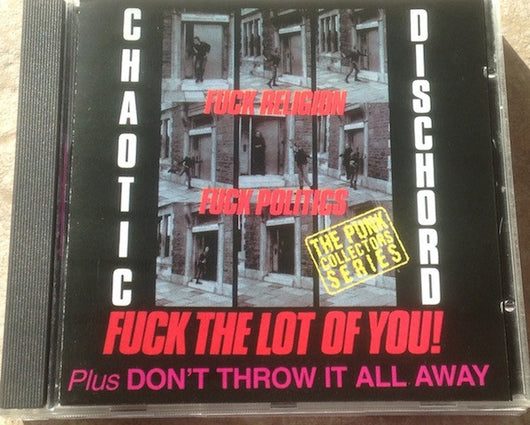 CHAOTIC
DISCHORD
FUCK RELIGION
FUCK POLITICS
THE PUNK
COLLECTORS
SERIES
FUCK THE LOT OF YOU!
Plus DON'T THROW IT ALL AWAY